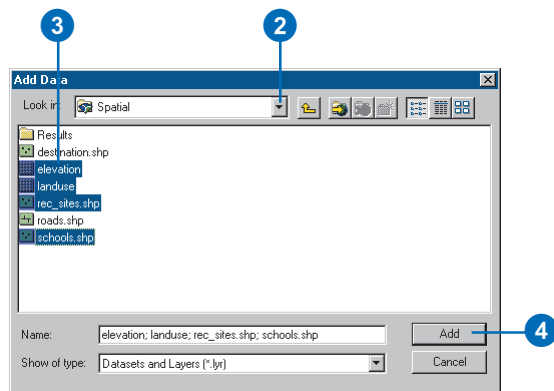 3
2
Add Data
Look in: Spatial
Results
destination.shp
elevation
landuse
rec_sites.shp
roads.shp
schools.shp
Name: elevation; landuse; rec_sites.shp; schools.shp
Add
4
Show of type: Datasets and Layers (*.lyr)
Cancel